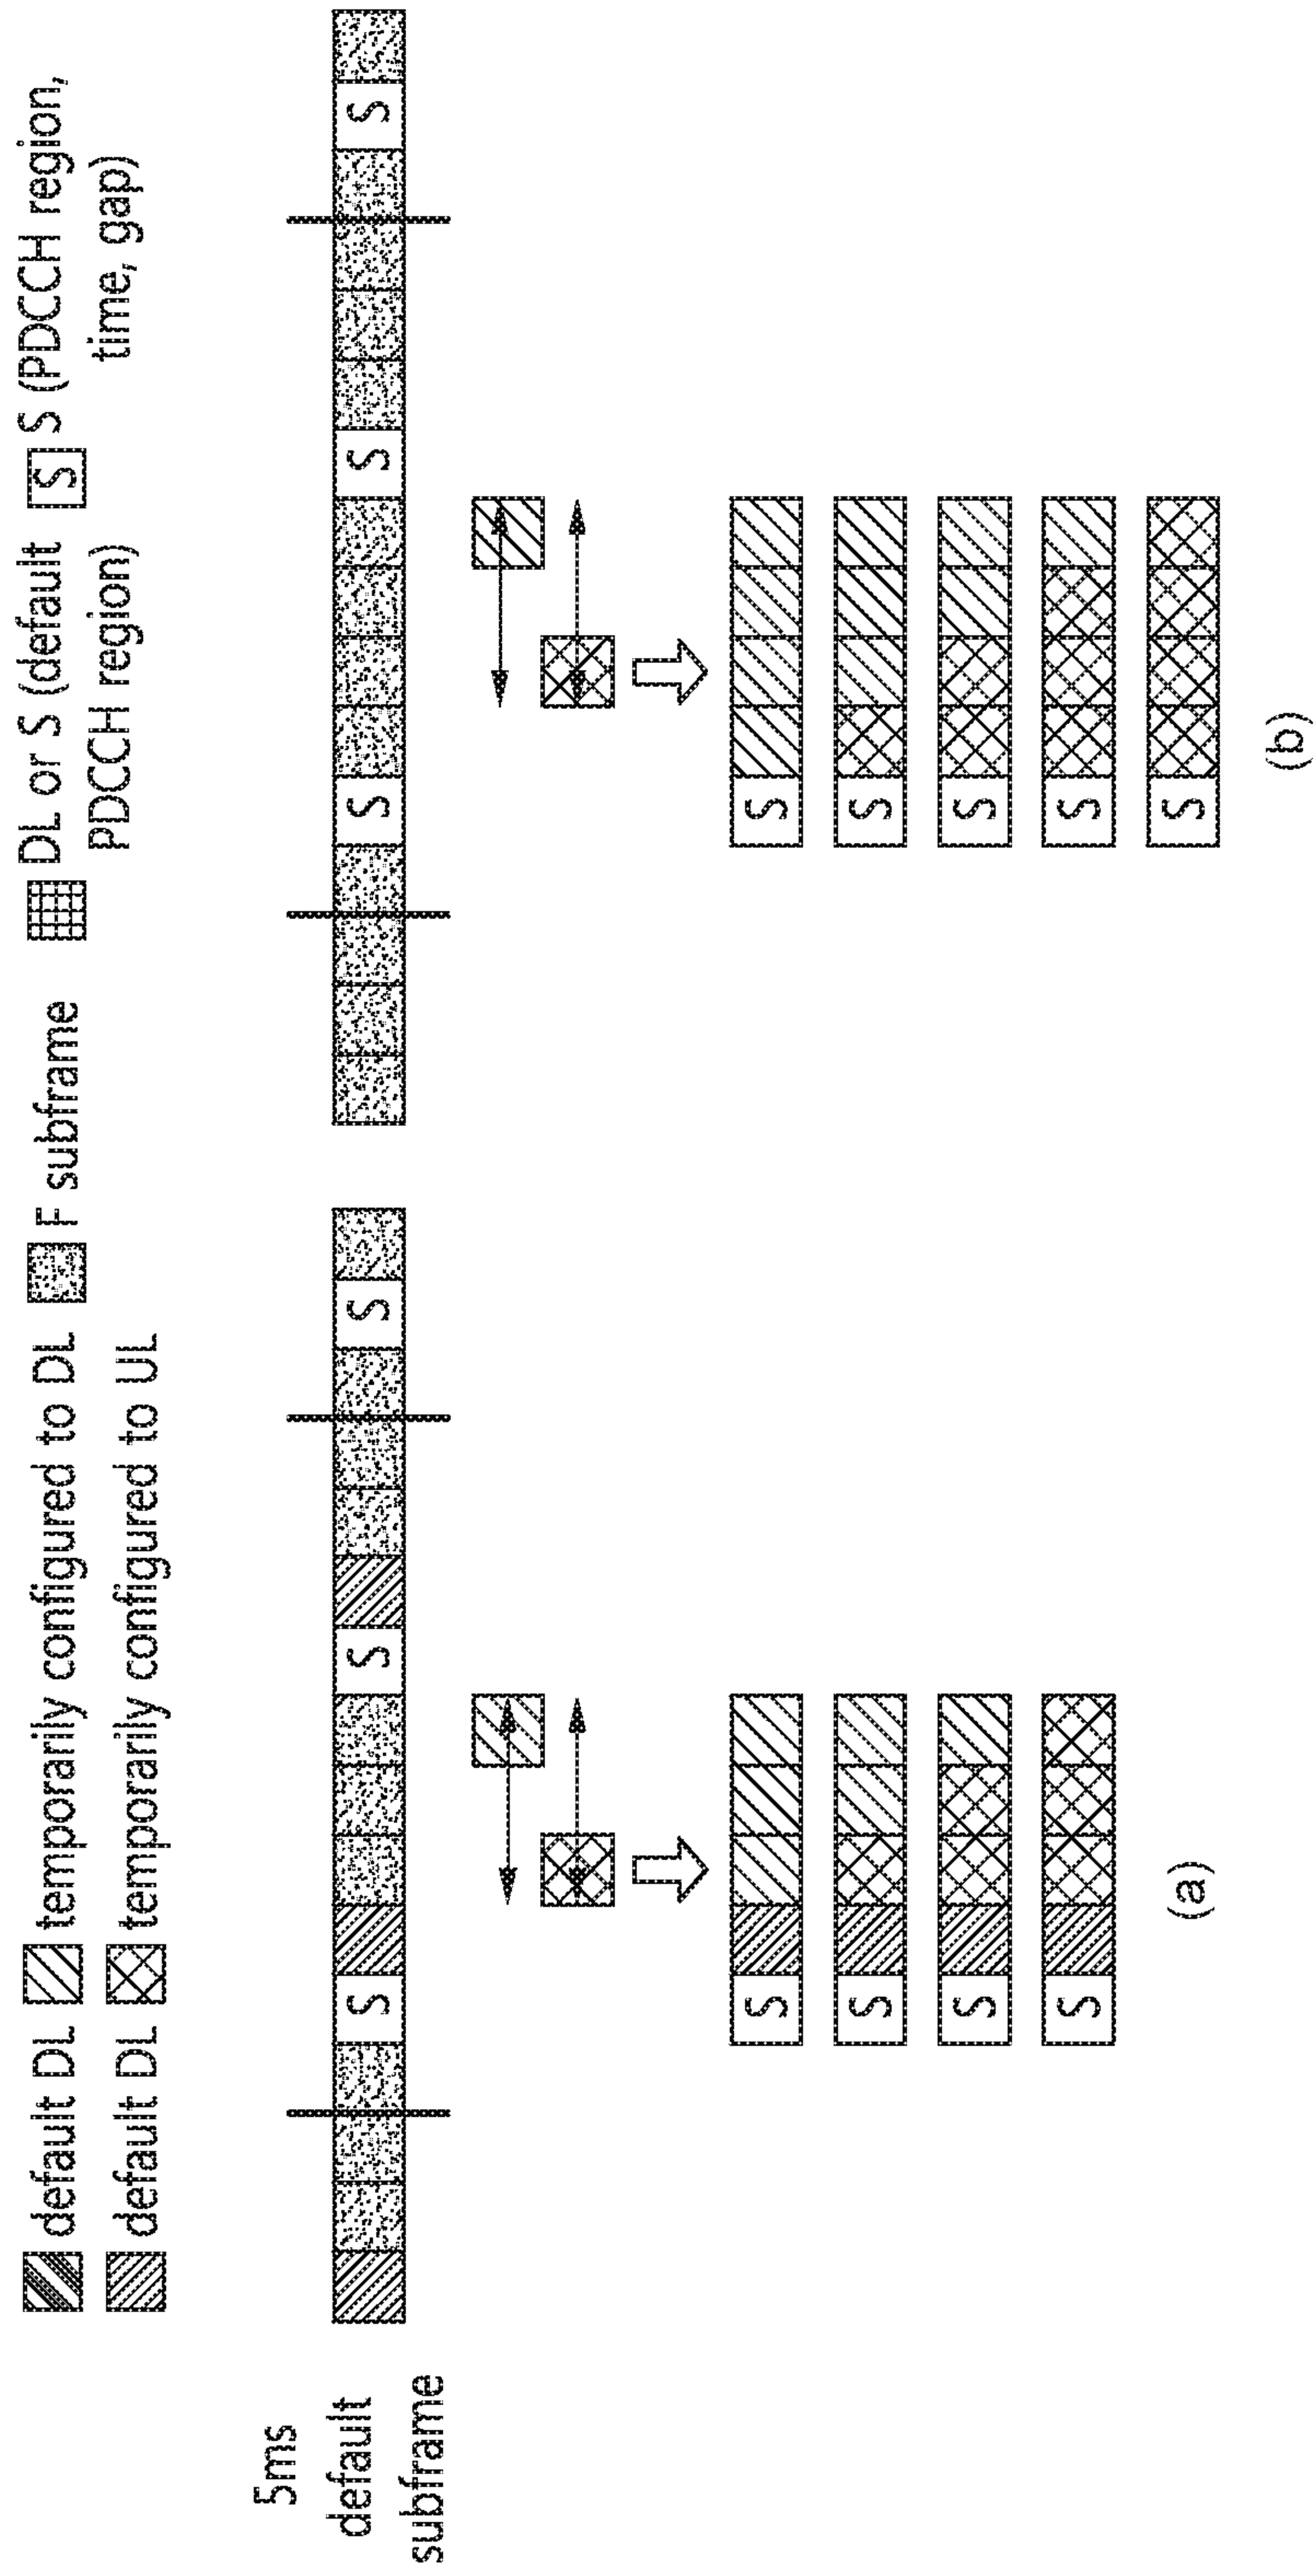 default DL
default DL
temporarily configured to DL
temporarily configured to UL
F subframe
DL or S (default
PDCCH region)
S S (PDCCH region,
time, gap)
5ms
default
subframe
S S S
S
S
S
S
(a)
S S S
S
S
S
S
S
(b)